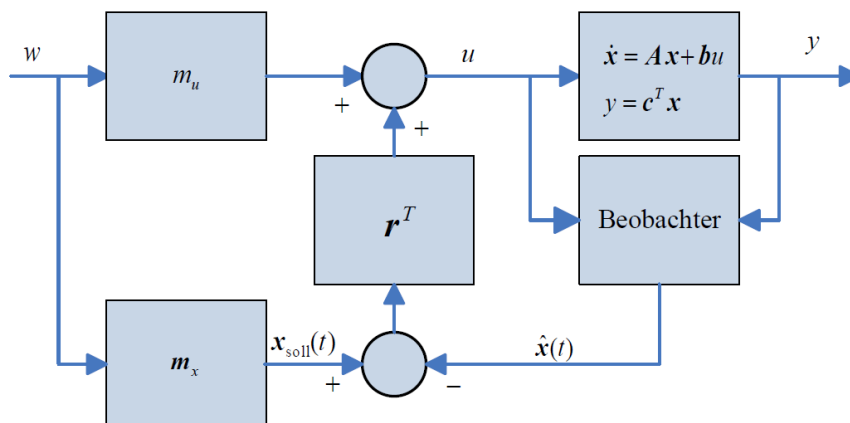 w
m_u
+
+
u
ẋ = Ax + bu
y = c^T x
y
r^T
Beobachter
m_x
x_soll(t)
+
−
x̂(t)